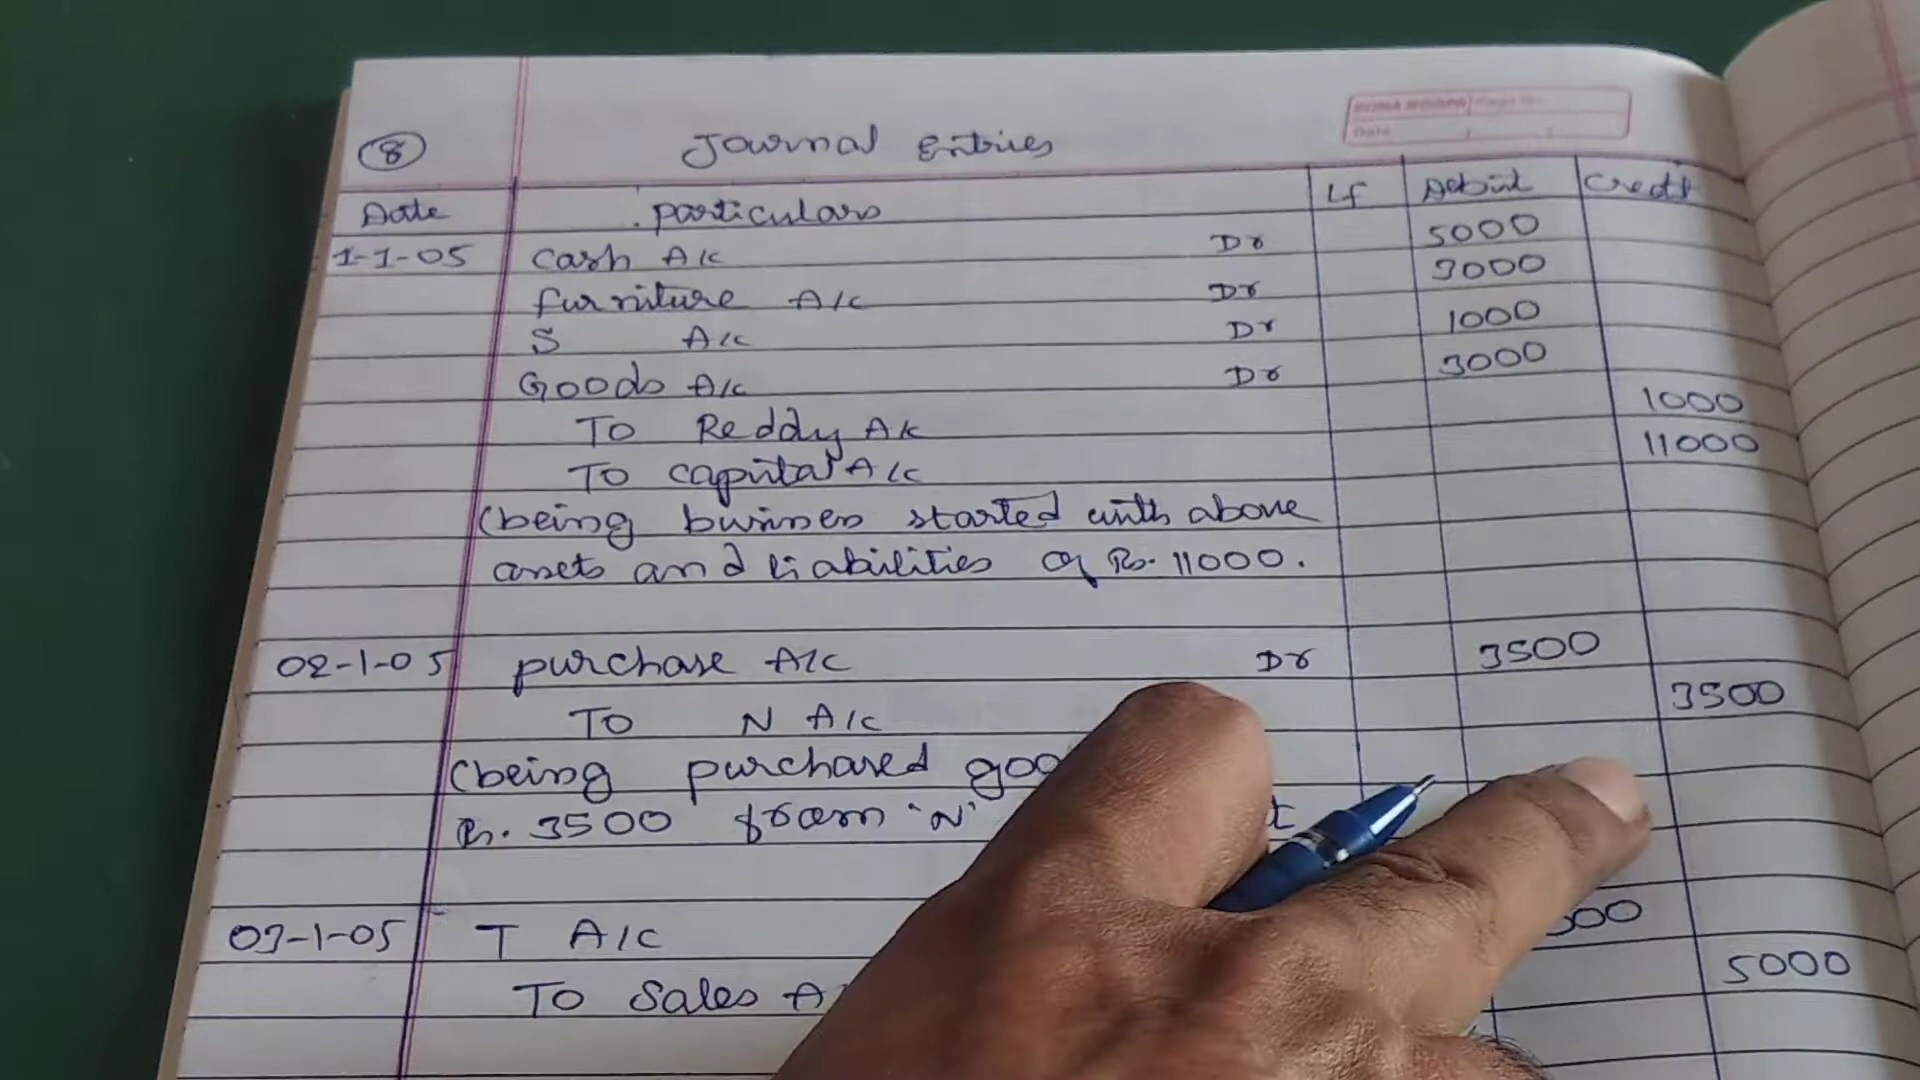 8 Journal Entries
Date particulars Lf Debit Credit
1-1-05 Cash A/c Dr 5000
furniture A/c Dr 3000
S A/c Dr 1000
Goods A/c Dr 3000
TO Reddy A/c 1000
TO capital A/c 11000
(being business started with above
assets and liabilities of Rs. 11000.
02-1-05 purchase A/c Dr 3500
TO N A/c 3500
(being purchased
Rs. 3500 from 'N'
03-1-05 T A/c
TO Sales 5000